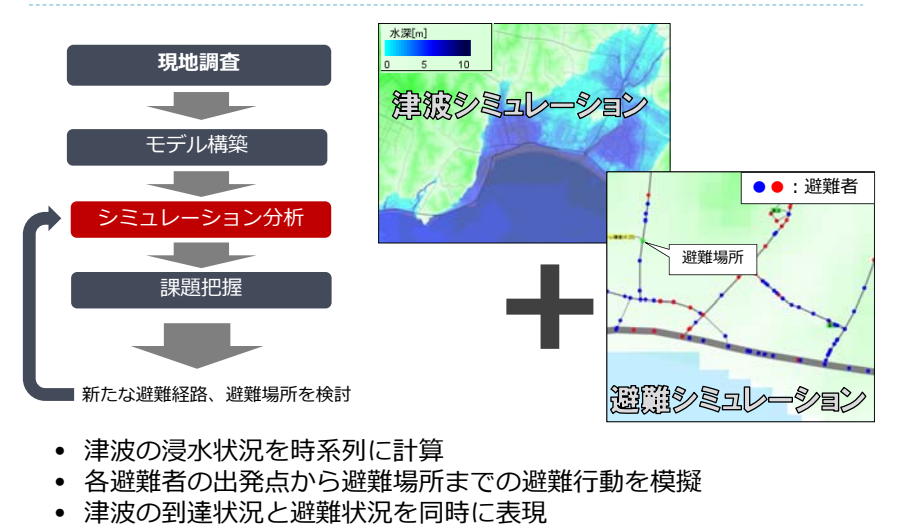 現地調査
モデル構築
シミュレーション分析
課題把握
新たな避難経路、避難場所を検討
水深[m]
0 5 10
津波シミュレーション
●●：避難者
避難場所
避難シミュレーション
• 津波の浸水状況を時系列に計算
• 各避難者の出発点から避難場所までの避難行動を模擬
• 津波の到達状況と避難状況を同時に表現